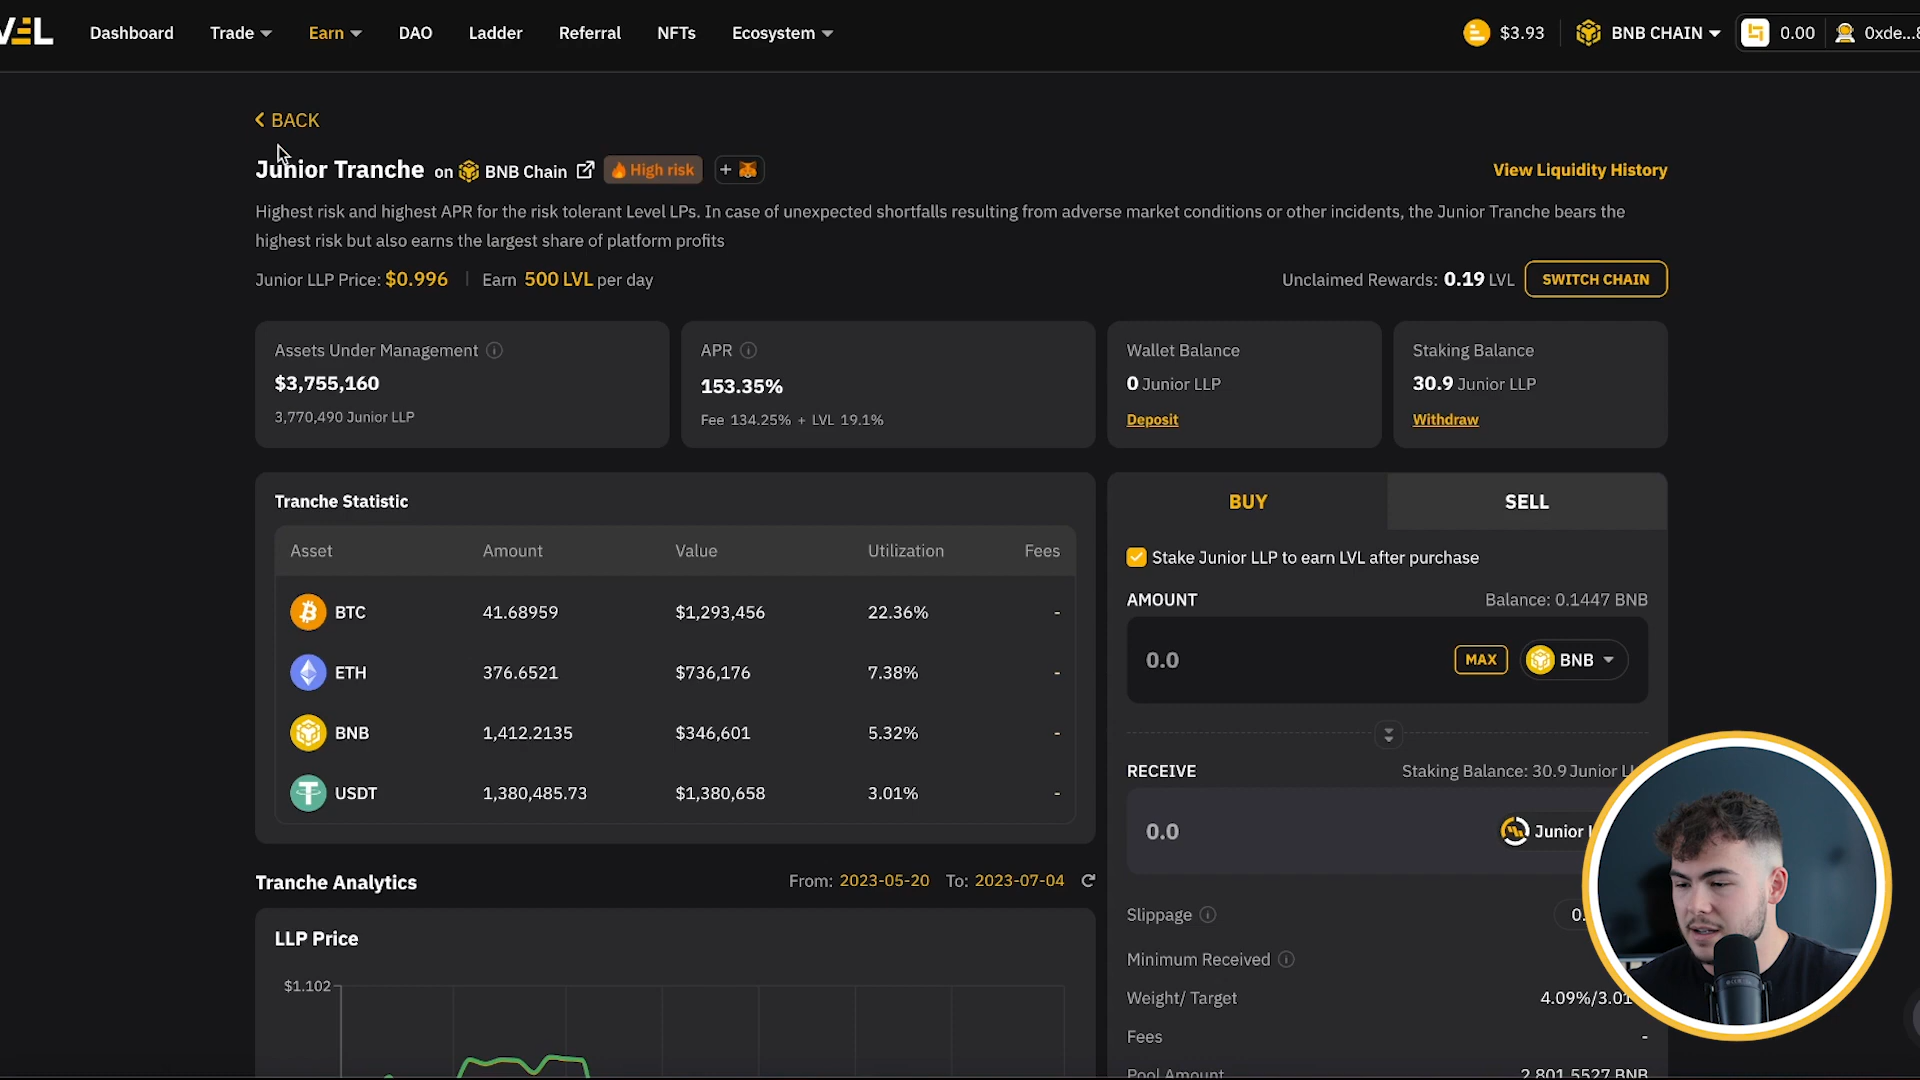 VEL
Dashboard
Trade
Earn
DAO
Ladder
Referral
NFTs
Ecosystem
$3.93
BNB CHAIN
0.00
0xde...8
BACK
Junior Tranche on BNB Chain
High risk
+
View Liquidity History
Highest risk and highest APR for the risk tolerant Level LPs. In case of unexpected shortfalls resulting from adverse market conditions or other incidents, the Junior Tranche bears the
highest risk but also earns the largest share of platform profits
Junior LLP Price: $0.996 | Earn 500 LVL per day
Unclaimed Rewards: 0.19 LVL
SWITCH CHAIN
Assets Under Management
$3,755,160
3,770,490 Junior LLP
APR
153.35%
Fee 134.25% + LVL 19.1%
Wallet Balance
0 Junior LLP
Deposit
Staking Balance
30.9 Junior LLP
Withdraw
Tranche Statistic
Asset Amount Value Utilization Fees
BTC 41.68959 $1,293,456 22.36% -
ETH 376.6521 $736,176 7.38% -
BNB 1,412.2135 $346,601 5.32% -
USDT 1,380,485.73 $1,380,658 3.01% -
Tranche Analytics
From: 2023-05-20 To: 2023-07-04
LLP Price
$1.102
BUY
SELL
Stake Junior LLP to earn LVL after purchase
AMOUNT
Balance: 0.1447 BNB
0.0
MAX
BNB
RECEIVE
Staking Balance: 30.9 Junior
0.0
Junior
Slippage
0.
Minimum Received
Weight/ Target
4.09%/3.01
Fees
-
Pool Amount
2,801.5527 BNB